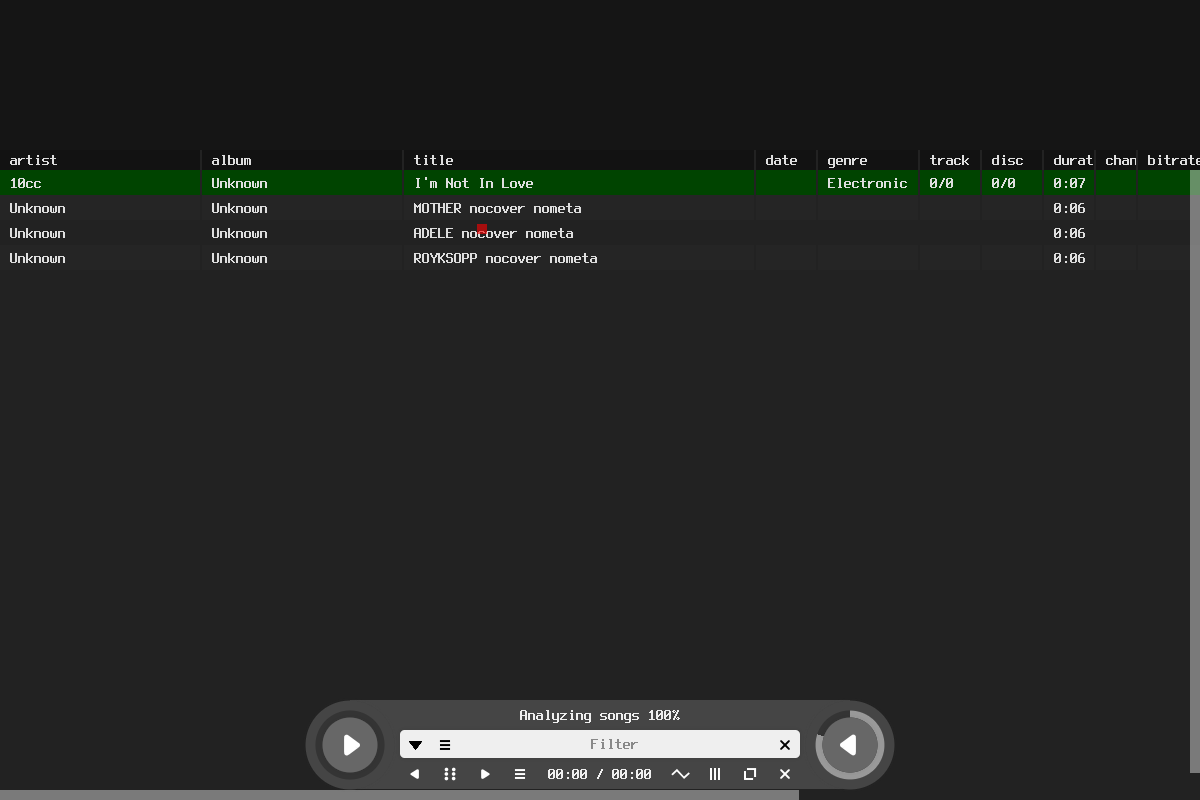 artist album title date genre track disc durat chan bitrate
10cc Unknown I'm Not In Love Electronic 0/0 0/0 0:07
Unknown Unknown MOTHER nocover nometa 0:06
Unknown Unknown ADELE nocover nometa 0:06
Unknown Unknown ROYKSOPP nocover nometa 0:06
Analyzing songs 100%
Filter
00:00 / 00:00